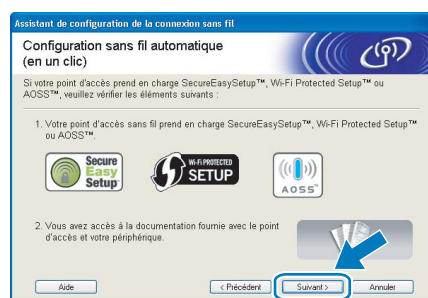 Assistant de configuration de la connexion sans fil
Configuration sans fil automatique
(en un clic)
Si votre point d'accès prend en charge SecureEasySetup™, Wi-Fi Protected Setup™ ou
AOSS™, veuillez vérifier les éléments suivants :
1. Votre point d'accès sans fil prend en charge SecureEasySetup™, Wi-Fi Protected Setup™
ou AOSS™.
Secure
Easy
Setup
WI-FI PROTECTED
SETUP
AOSS™
2. Vous avez accès à la documentation fournie avec le point
d'accès et votre périphérique.
Aide
< Précédent
Suivant >
Annuler